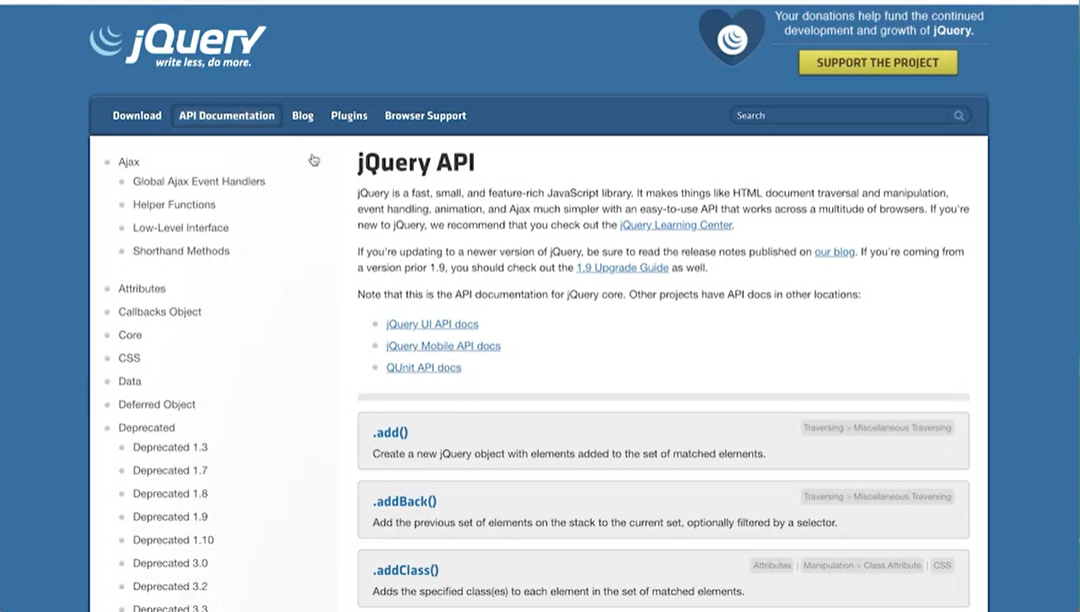 jQuery
write less, do more.
Your donations help fund the continued
development and growth of jQuery.
SUPPORT THE PROJECT
Download
API Documentation
Blog
Plugins
Browser Support
Search
Ajax
Global Ajax Event Handlers
Helper Functions
Low-Level Interface
Shorthand Methods
Attributes
Callbacks Object
Core
CSS
Data
Deferred Object
Deprecated
Deprecated 1.3
Deprecated 1.7
Deprecated 1.8
Deprecated 1.9
Deprecated 1.10
Deprecated 3.0
Deprecated 3.2
Deprecated 3.3
jQuery API
jQuery is a fast, small, and feature-rich JavaScript library. It makes things like HTML document traversal and manipulation,
event handling, animation, and Ajax much simpler with an easy-to-use API that works across a multitude of browsers. If you're
new to jQuery, we recommend that you check out the jQuery Learning Center.
If you're updating to a newer version of jQuery, be sure to read the release notes published on our blog. If you're coming from
a version prior 1.9, you should check out the 1.9 Upgrade Guide as well.
Note that this is the API documentation for jQuery core. Other projects have API docs in other locations:
jQuery UI API docs
jQuery Mobile API docs
QUnit API docs
.add()
Traversing > Miscellaneous Traversing
Create a new jQuery object with elements added to the set of matched elements.
.addBack()
Traversing > Miscellaneous Traversing
Add the previous set of elements on the stack to the current set, optionally filtered by a selector.
.addClass()
Attributes | Manipulation > Class Attribute | CSS
Adds the specified class(es) to each element in the set of matched elements.